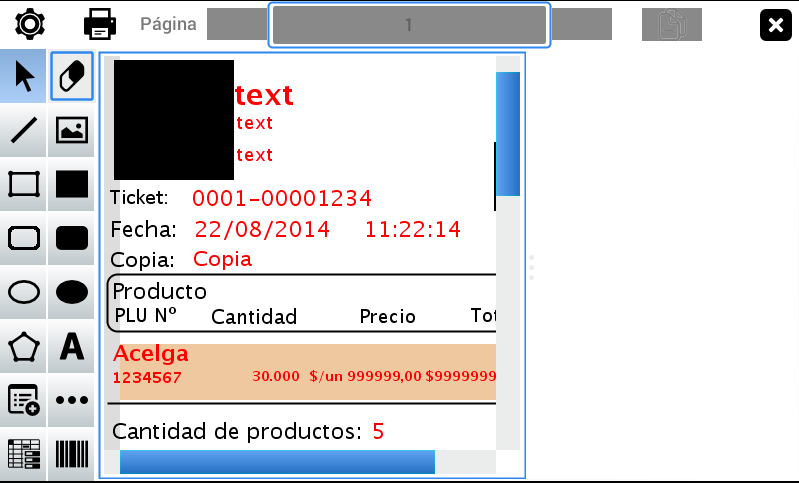 Página 1
text
text
text
Ticket: 0001-00001234
Fecha: 22/08/2014 11:22:14
Copia: Copia
Producto
PLU Nº Cantidad Precio Tot
Acelga
1234567 30.000 $/un 999999,00 $9999999
Cantidad de productos: 5
A